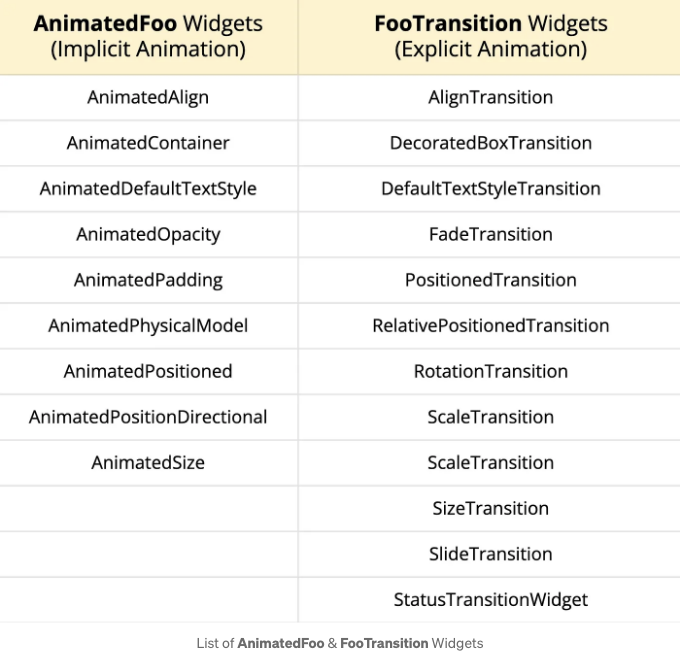 AnimatedFoo Widgets FooTransition Widgets
(Implicit Animation) (Explicit Animation)
AnimatedAlign AlignTransition
AnimatedContainer DecoratedBoxTransition
AnimatedDefaultTextStyle DefaultTextStyleTransition
AnimatedOpacity FadeTransition
AnimatedPadding PositionedTransition
AnimatedPhysicalModel RelativePositionedTransition
AnimatedPositioned RotationTransition
AnimatedPositionDirectional ScaleTransition
AnimatedSize ScaleTransition
SizeTransition
SlideTransition
StatusTransitionWidget
List of AnimatedFoo & FooTransition Widgets